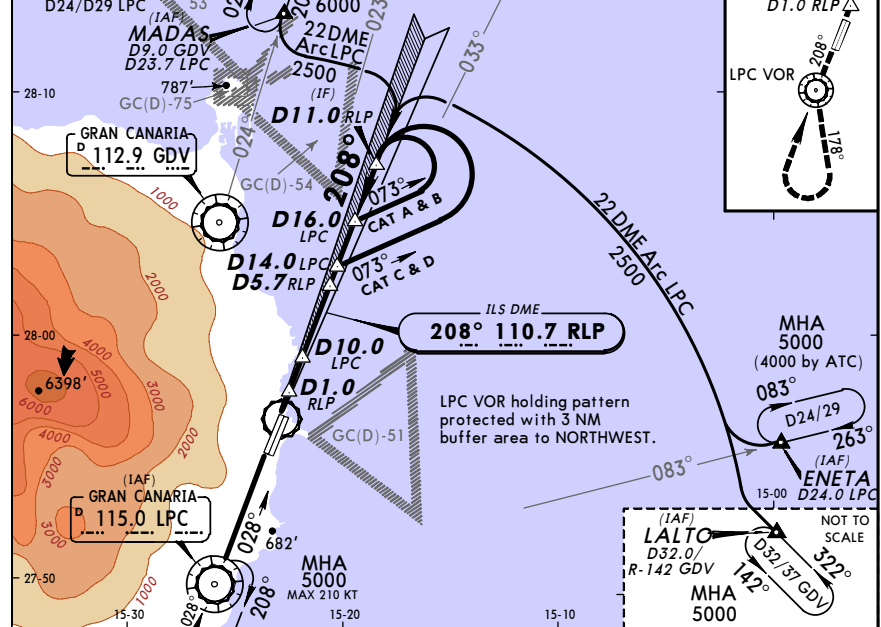 D24/D29 LPC
53
02
20
6000
(IAF)
MADAS
D9.0 GDV
D23.7 LPC
22 DME
Arc LPC
2500
023
033°
D1.0 RLP
208°
LPC VOR
178°
28-10
787'
GC(D)-75
(IF)
D11.0 RLP
GRAN CANARIA
D 112.9 GDV
024°
GC(D)-54
208°
073°
CAT A & B
D16.0
LPC
D14.0 LPC
D5.7 RLP
073°
CAT C & D
22 DME Arc LPC
2500
1000
2000
ILS DME
208° 110.7 RLP
28-00
D10.0
LPC
D1.0
RLP
4000
5000
3000
6398'
6000
4000
3000
2000
3000
1000
GC(D)-51
LPC VOR holding pattern
protected with 3 NM
buffer area to NORTHWEST.
MHA
5000
(4000 by ATC)
083°
D24/29
263°
(IAF)
ENETA
D24.0 LPC
083°
15-00
(IAF)
GRAN CANARIA
D 115.0 LPC
028°
682'
MHA
5000
MAX 210 KT
208°
028°
(IAF)
LALTO
D32.0/
R-142 GDV
NOT TO
SCALE
D32/37 GDV
322°
142°
MHA
5000
27-50
15-30
15-20
15-10